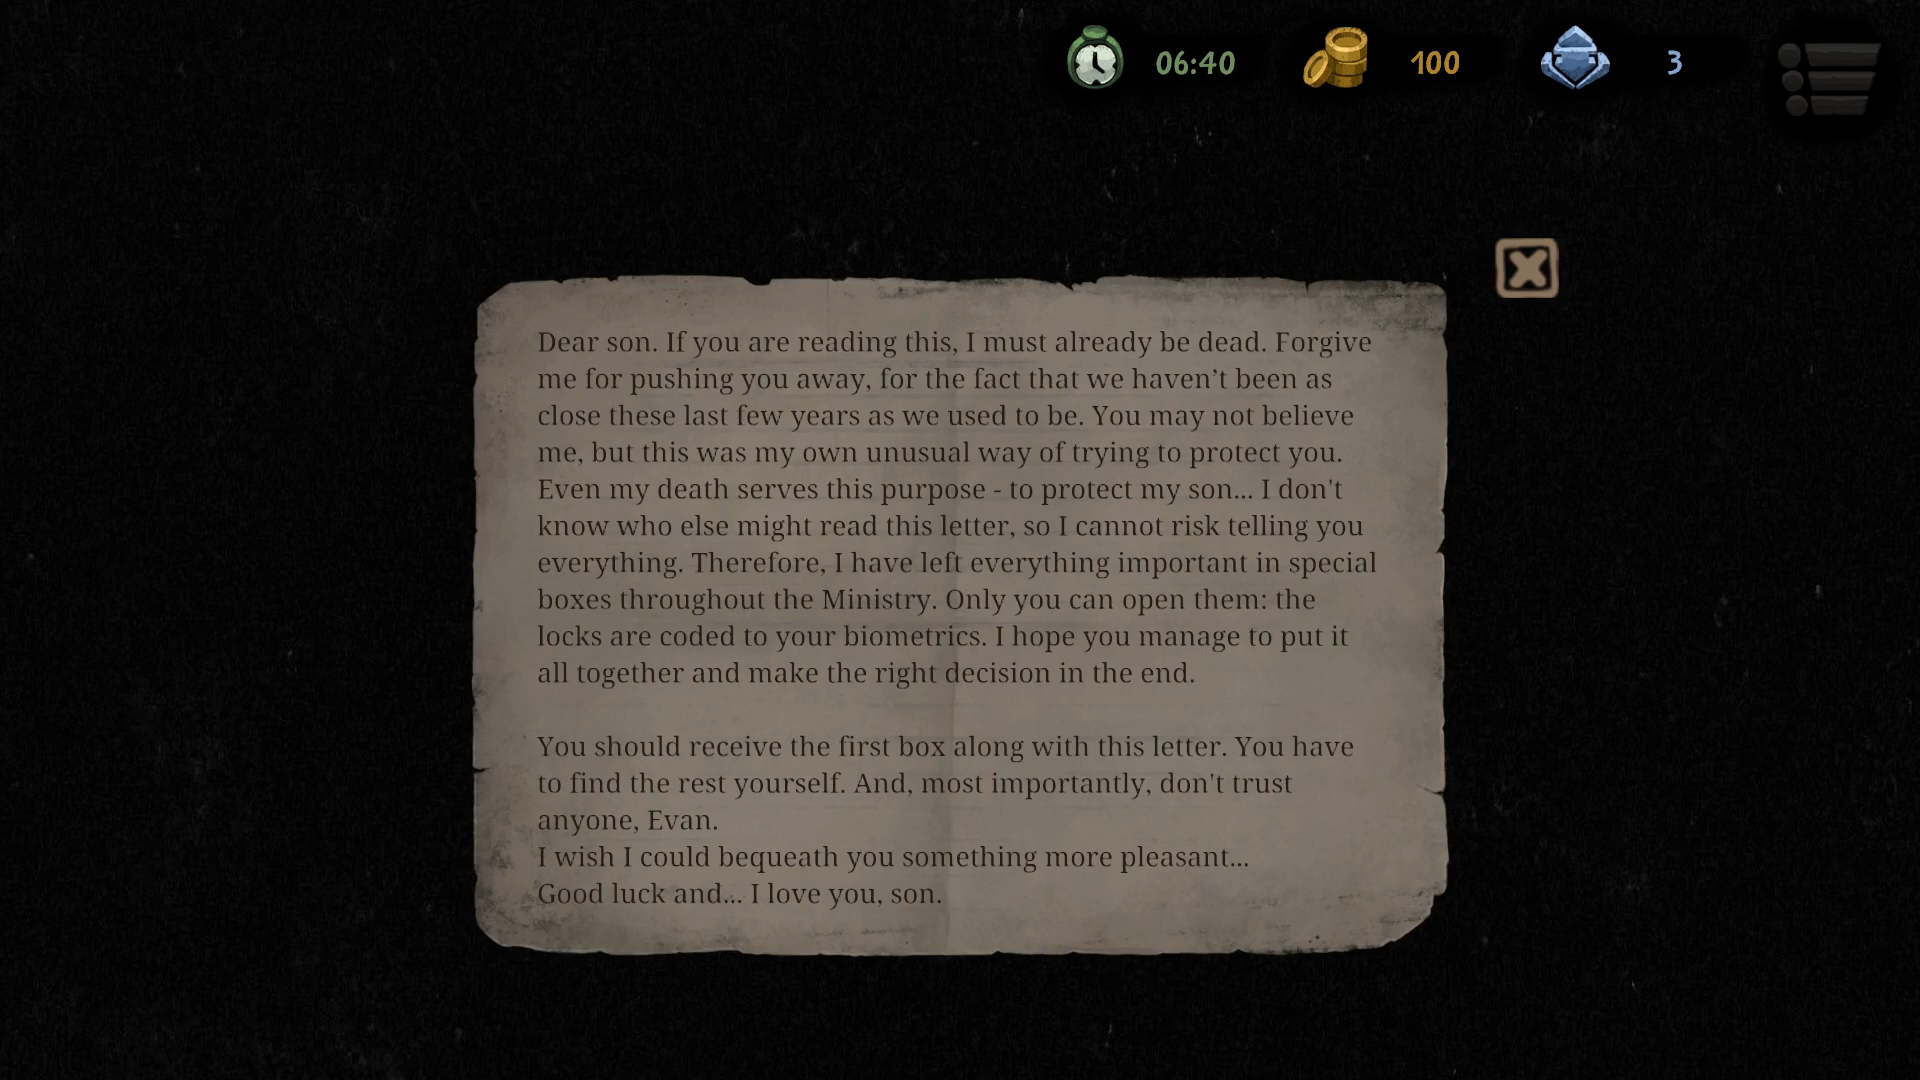 06:40 100 3
Dear son. If you are reading this, I must already be dead. Forgive
me for pushing you away, for the fact that we haven’t been as
close these last few years as we used to be. You may not believe
me, but this was my own unusual way of trying to protect you.
Even my death serves this purpose - to protect my son... I don't
know who else might read this letter, so I cannot risk telling you
everything. Therefore, I have left everything important in special
boxes throughout the Ministry. Only you can open them: the
locks are coded to your biometrics. I hope you manage to put it
all together and make the right decision in the end.
You should receive the first box along with this letter. You have
to find the rest yourself. And, most importantly, don't trust
anyone, Evan.
I wish I could bequeath you something more pleasant...
Good luck and... I love you, son.